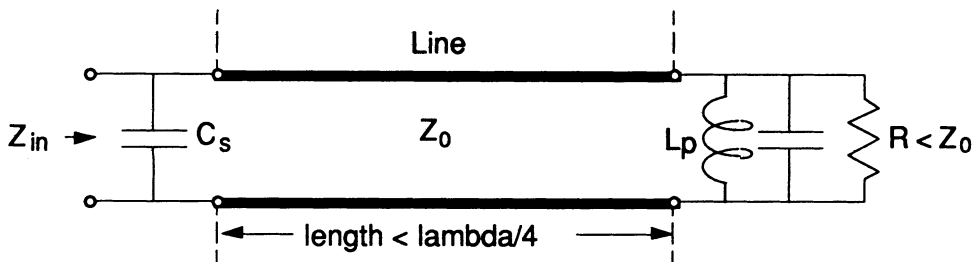 Line
Z_in
C_s
Z_0
L_p
R < Z_0
length < lambda/4